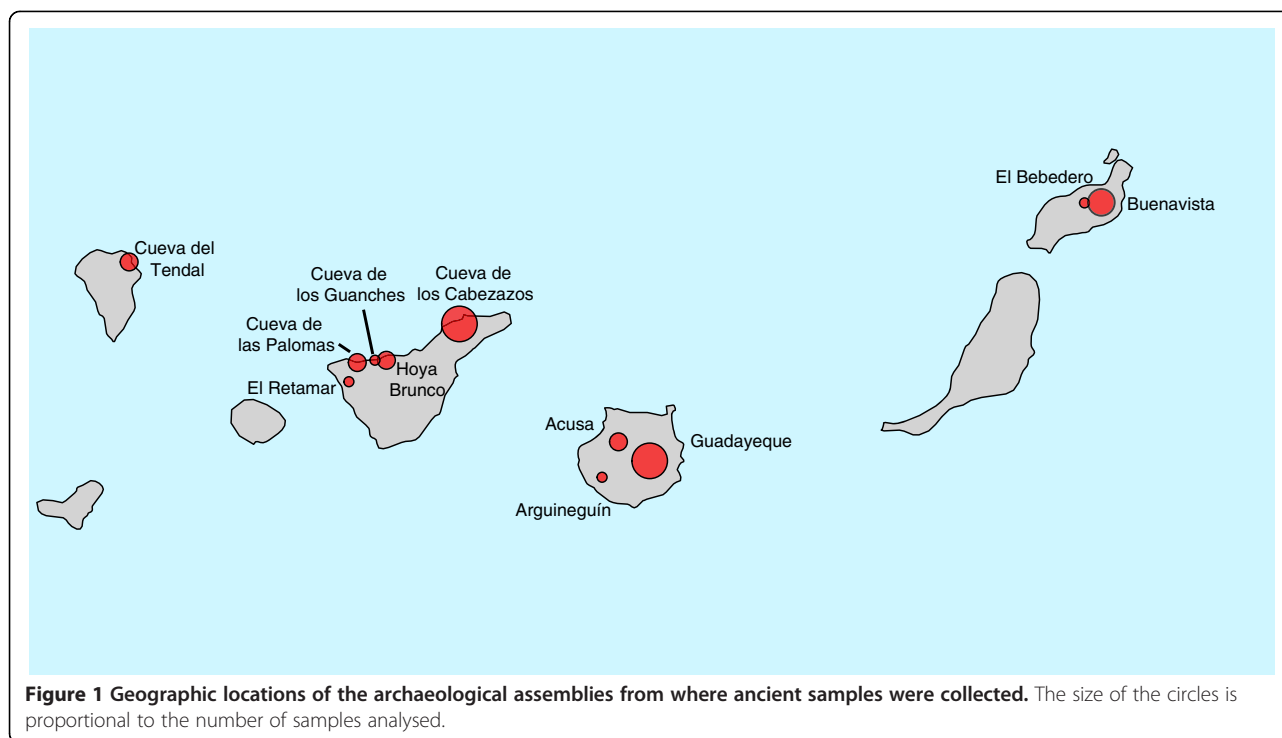 El Bebedero
Buenavista
Cueva del
Tendal
Cueva de
los Guanches
Cueva de
los Cabezazos
Cueva de
las Palomas
Hoya
Brunco
El Retamar
Acusa
Guadayeque
Arguineguín
Figure 1 Geographic locations of the archaeological assemblies from where ancient samples were collected. The size of the circles is
proportional to the number of samples analysed.